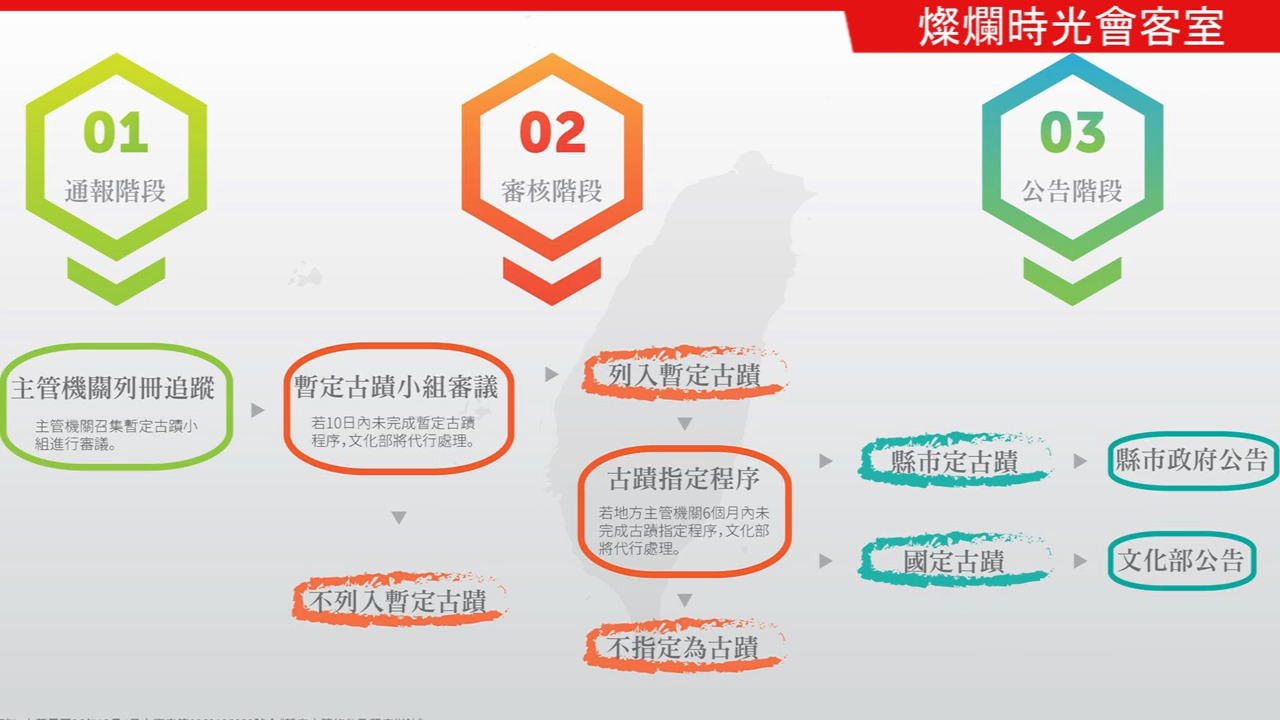 燦爛時光會客室
01
通報階段
02
審核階段
03
公告階段
主管機關列冊追蹤
主管機關召集暫定古蹟小
組進行審議。
暫定古蹟小組審議
若10日內未完成暫定古蹟
程序,文化部將代行處理。
不列入暫定古蹟
列入暫定古蹟
古蹟指定程序
若地方主管機關6個月內未
完成古蹟指定程序,文化部
將代行處理。
不指定為古蹟
縣市定古蹟
縣市政府公告
國定古蹟
文化部公告